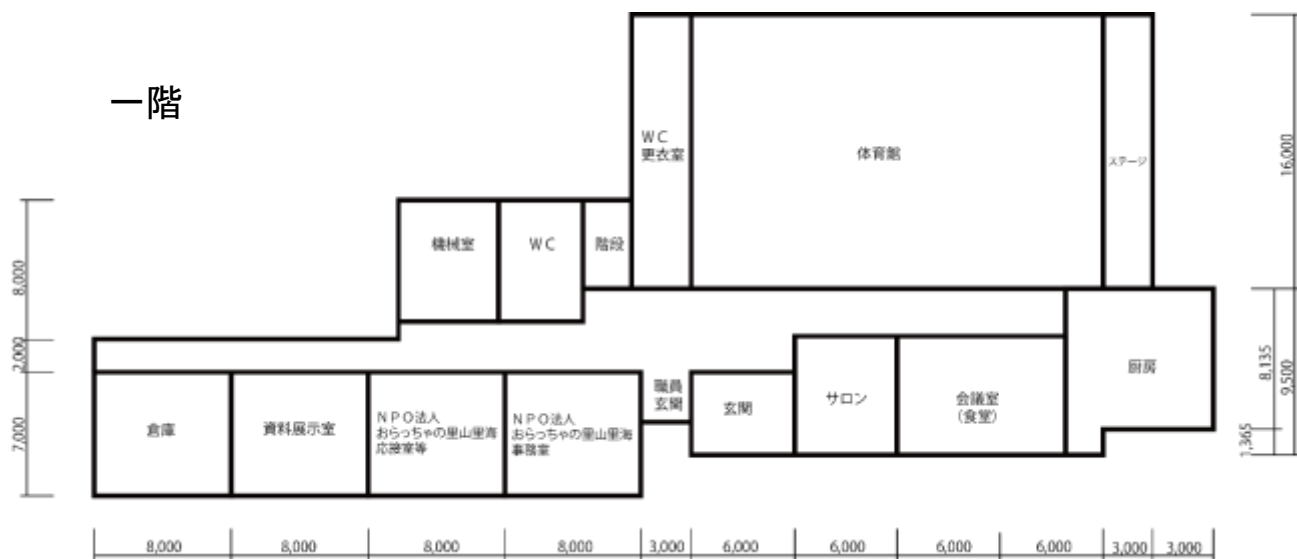 一階
WC
更衣室
体育館
ステージ
16,000
機械室
WC
階段
8,000
2,000
7,000
倉庫
資料展示室
NPO法人
おらっちゃの里山里海
応接室等
NPO法人
おらっちゃの里山里海
事務室
職員
玄関
玄関
サロン
会議室
(食堂)
厨房
8,135
9,500
1,365
8,000
8,000
8,000
8,000
3,000
6,000
6,000
6,000
6,000
3,000
3,000